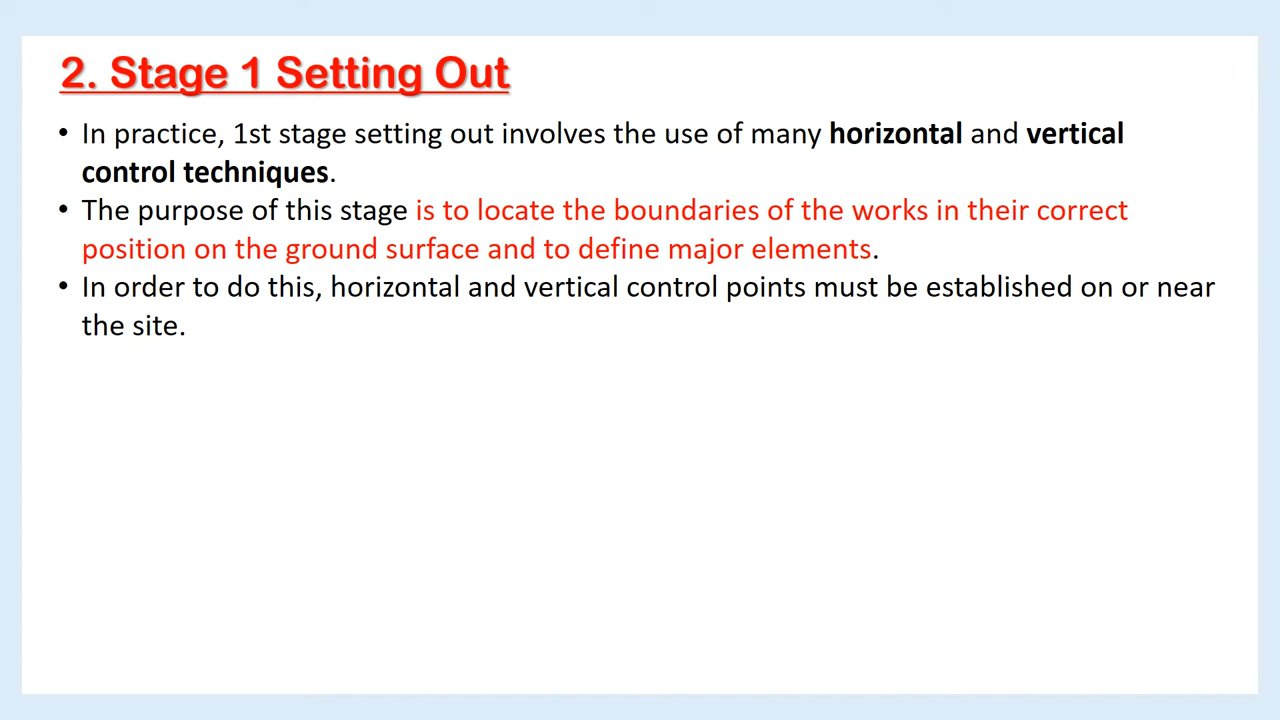 2. Stage 1 Setting Out
• In practice, 1st stage setting out involves the use of many horizontal and vertical
control techniques.
• The purpose of this stage is to locate the boundaries of the works in their correct
position on the ground surface and to define major elements.
• In order to do this, horizontal and vertical control points must be established on or near
the site.